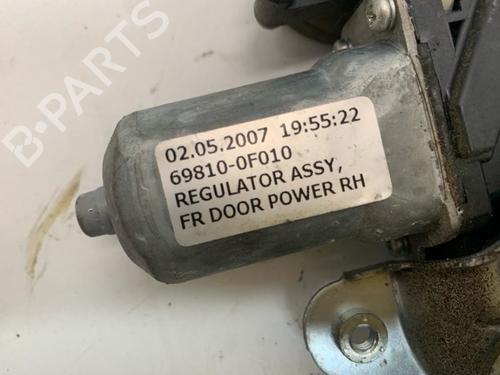 B-PARTS
02.05.2007 19:55:22
69810-0F010
REGULATOR ASSY,
FR DOOR POWER RH